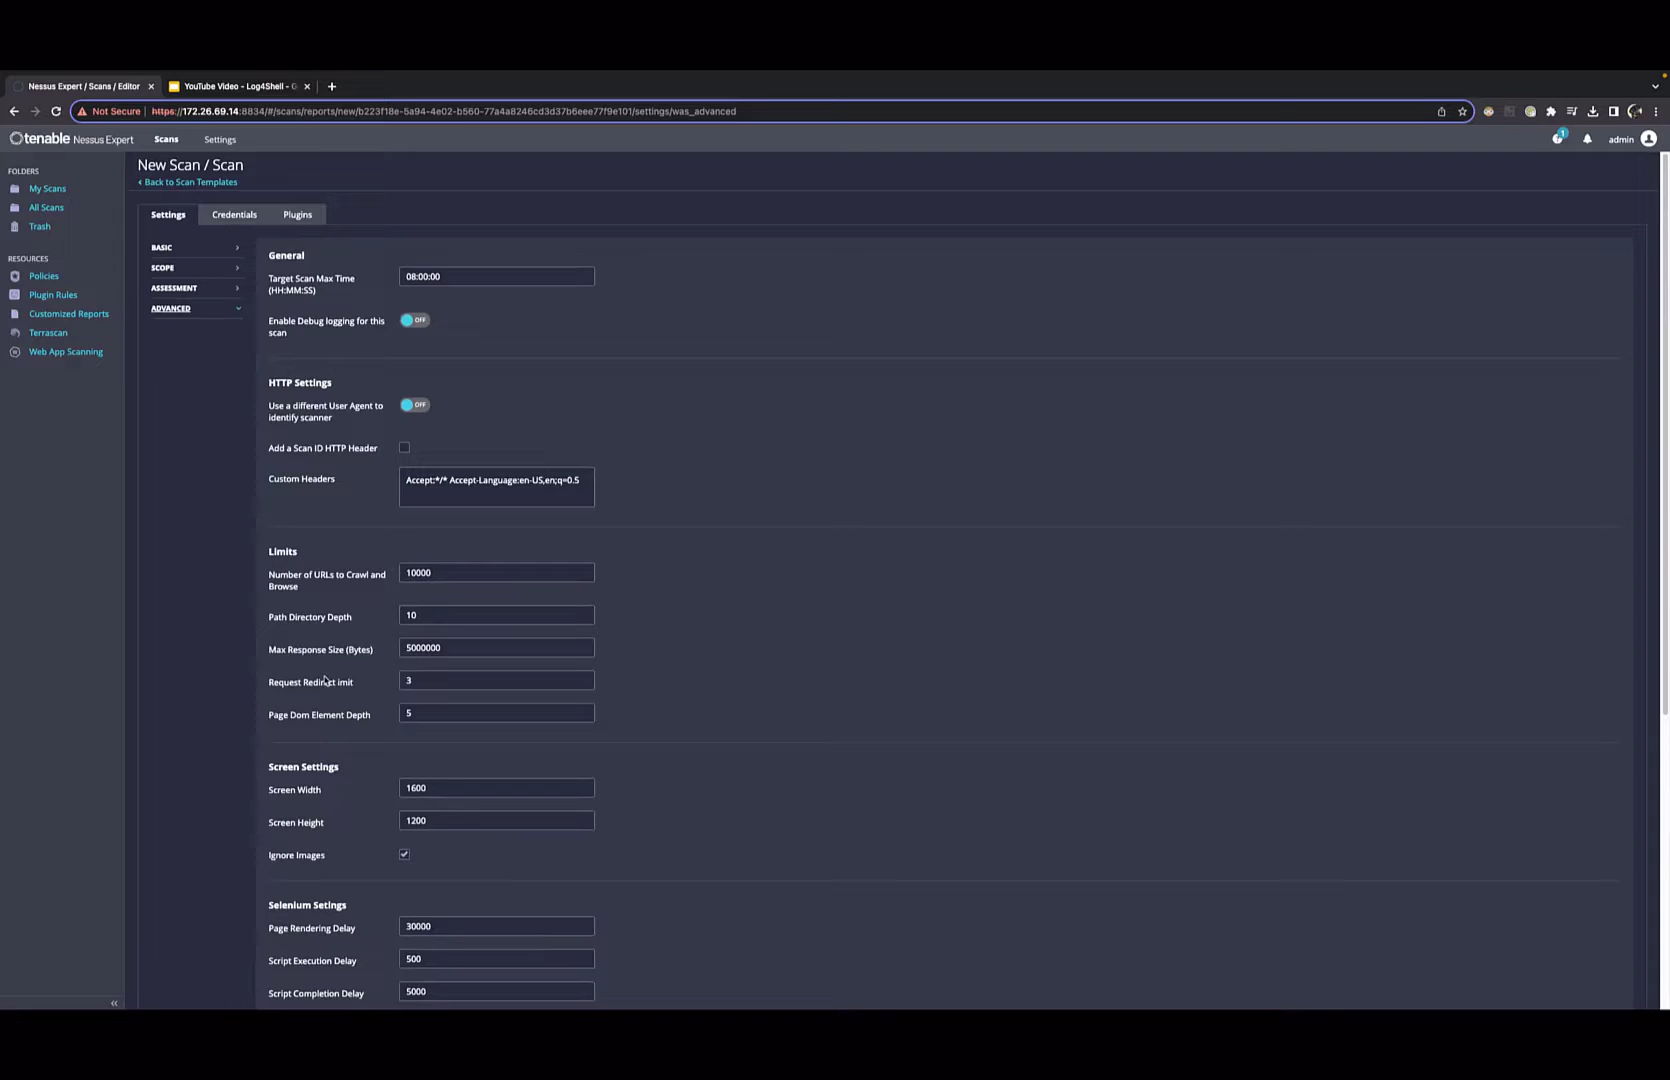 Nessus Expert / Scans / Editor
YouTube Video - Log4Shell - G
Not Secure | https://172.26.69.14:8834/#/scans/reports/new/b223f18e-5a94-4e02-b560-77a4a8246cd3d37b6eee77f9e101/settings/was_advanced
tenable Nessus Expert
Scans
Settings
1
admin
FOLDERS
My Scans
All Scans
Trash
RESOURCES
Policies
Plugin Rules
Customized Reports
Terrascan
Web App Scanning
New Scan / Scan
Back to Scan Templates
Settings
Credentials
Plugins
BASIC
SCOPE
ASSESSMENT
ADVANCED
General
Target Scan Max Time
(HH:MM:SS)
08:00:00
Enable Debug logging for this
scan
OFF
HTTP Settings
Use a different User Agent to
identify scanner
OFF
Add a Scan ID HTTP Header
Custom Headers
Accept:*/* Accept-Language:en-US,en;q=0.5
Limits
Number of URLs to Crawl and
Browse
10000
Path Directory Depth
10
Max Response Size (Bytes)
5000000
Request Redirect imit
3
Page Dom Element Depth
5
Screen Settings
Screen Width
1600
Screen Height
1200
Ignore Images
Selenium Setings
Page Rendering Delay
30000
Script Execution Delay
500
Script Completion Delay
5000